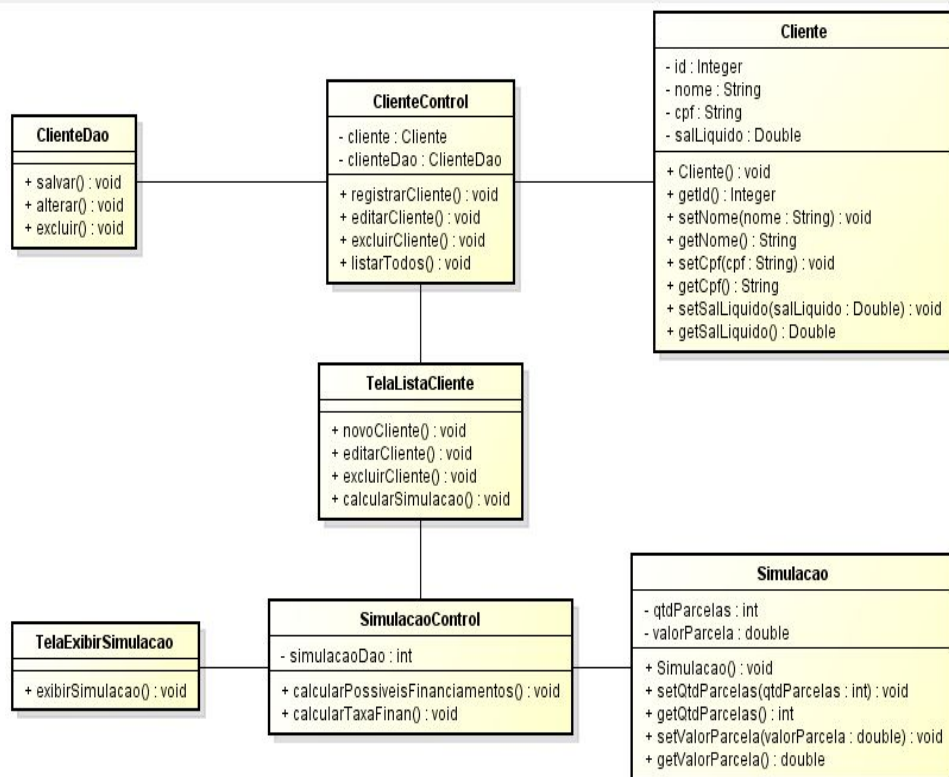 Cliente
- id : Integer
- nome : String
- cpf : String
- salLiquido : Double
+ Cliente() : void
+ getId() : Integer
+ setNome(nome : String) : void
+ getNome() : String
+ setCpf(cpf : String) : void
+ getCpf() : String
+ setSalLiquido(salLiquido : Double) : void
+ getSalLiquido() : Double
ClienteControl
- cliente : Cliente
- clienteDao : ClienteDao
+ registrarCliente() : void
+ editarCliente() : void
+ excluirCliente() : void
+ listarTodos() : void
ClienteDao
+ salvar() : void
+ alterar() : void
+ excluir() : void
TelaListaCliente
+ novoCliente() : void
+ editarCliente() : void
+ excluirCliente() : void
+ calcularSimulacao() : void
Simulacao
- qtdParcelas : int
- valorParcela : double
+ Simulacao() : void
+ setQtdParcelas(qtdParcelas : int) : void
+ getQtdParcelas() : int
+ setValorParcela(valorParcela : double) : void
+ getValorParcela() : double
SimulacaoControl
- simulacaoDao : int
+ calcularPossiveisFinanciamentos() : void
+ calcularTaxaFinan() : void
TelaExibirSimulacao
+ exibirSimulacao() : void